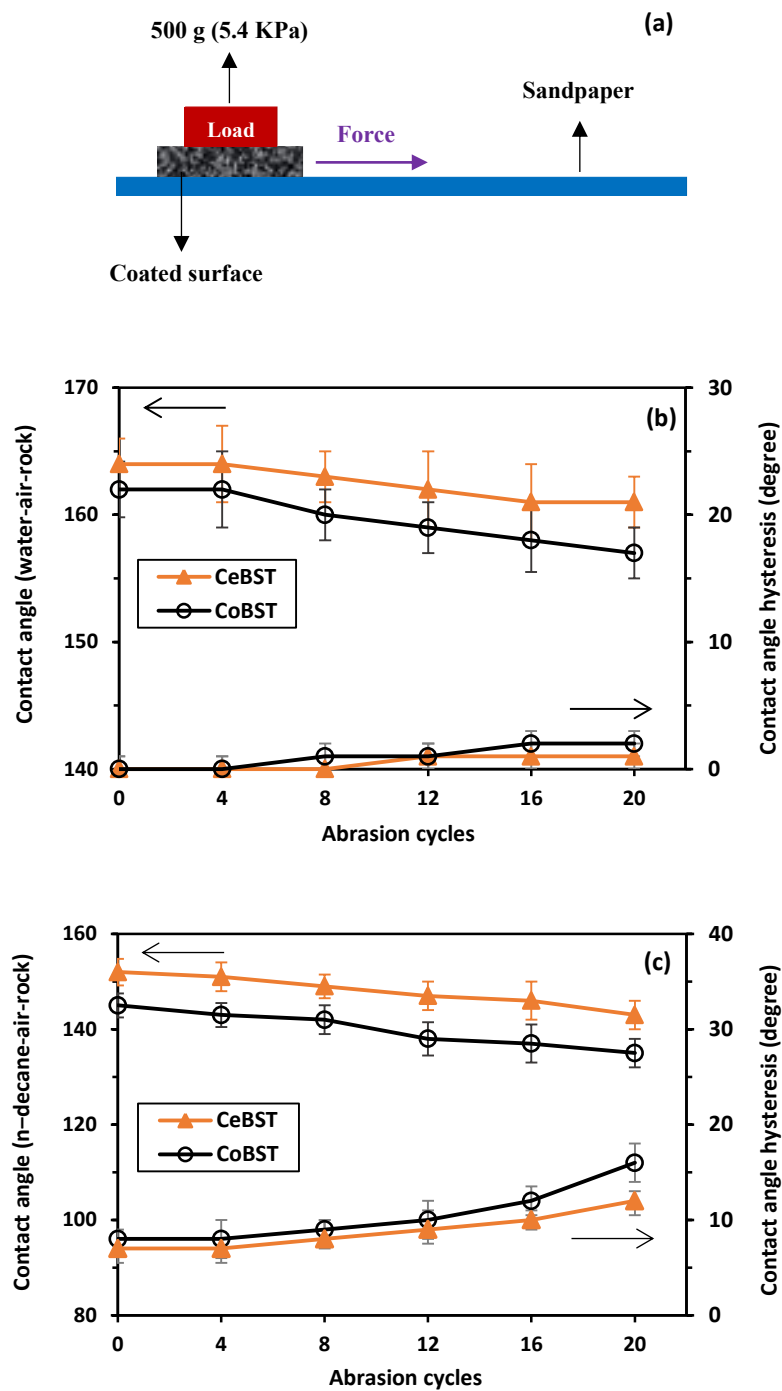 (a)
500 g (5.4 KPa)
Sandpaper
Load
Force
Coated surface
(b)
Contact angle (water-air-rock)
170
160
150
140
30
20
10
0
Contact angle hysteresis (degree)
CeBST
CoBST
0 4 8 12 16 20
Abrasion cycles
(c)
Contact angle (n–decane-air-rock)
160
140
120
100
80
40
30
20
10
0
Contact angle hysteresis (degree)
CeBST
CoBST
0 4 8 12 16 20
Abrasion cycles